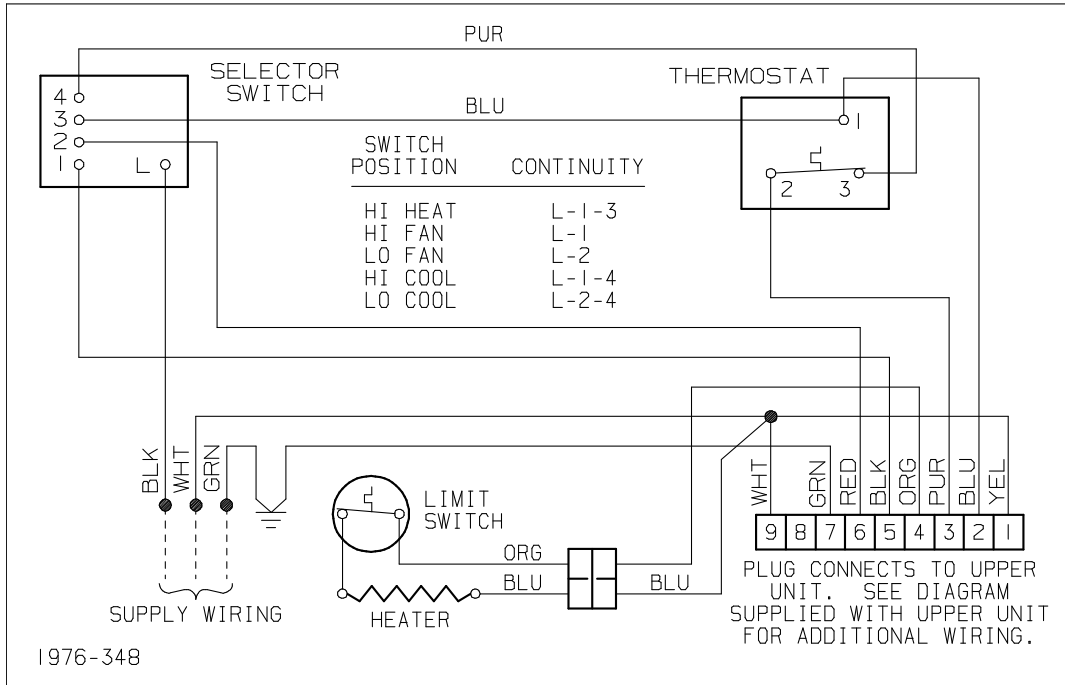 PUR
SELECTOR
SWITCH
THERMOSTAT
4
3
2
1
L
BLU
1
2
3
SWITCH
POSITION CONTINUITY
HI HEAT L-1-3
HI FAN L-1
LO FAN L-2
HI COOL L-1-4
LO COOL L-2-4
BLK
WHT
GRN
LIMIT
SWITCH
ORG
BLU
BLU
HEATER
SUPPLY WIRING
WHT
GRN
RED
BLK
ORG
PUR
BLU
YEL
9 8 7 6 5 4 3 2 1
PLUG CONNECTS TO UPPER
UNIT. SEE DIAGRAM
SUPPLIED WITH UPPER UNIT
FOR ADDITIONAL WIRING.
1976-348